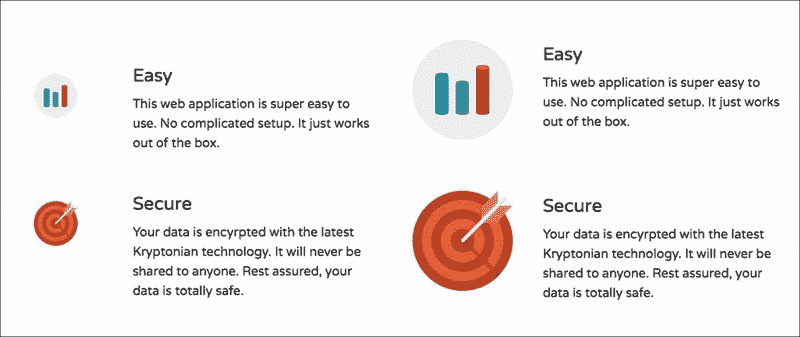 Easy
This web application is super easy to
use. No complicated setup. It just works
out of the box.
Secure
Your data is encyrpted with the latest
Kryptonian technology. It will never be
shared to anyone. Rest assured, your
data is totally safe.
Easy
This web application is super easy to
use. No complicated setup. It just works
out of the box.
Secure
Your data is encyrpted with the latest
Kryptonian technology. It will never be
shared to anyone. Rest assured, your
data is totally safe.